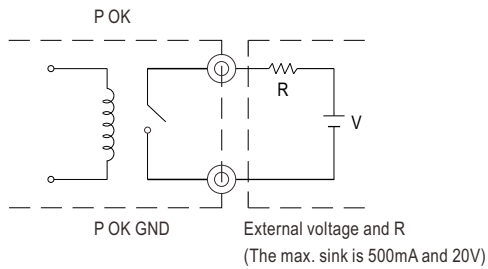 P OK
R
V
P OK GND
External voltage and R
(The max. sink is 500mA and 20V)